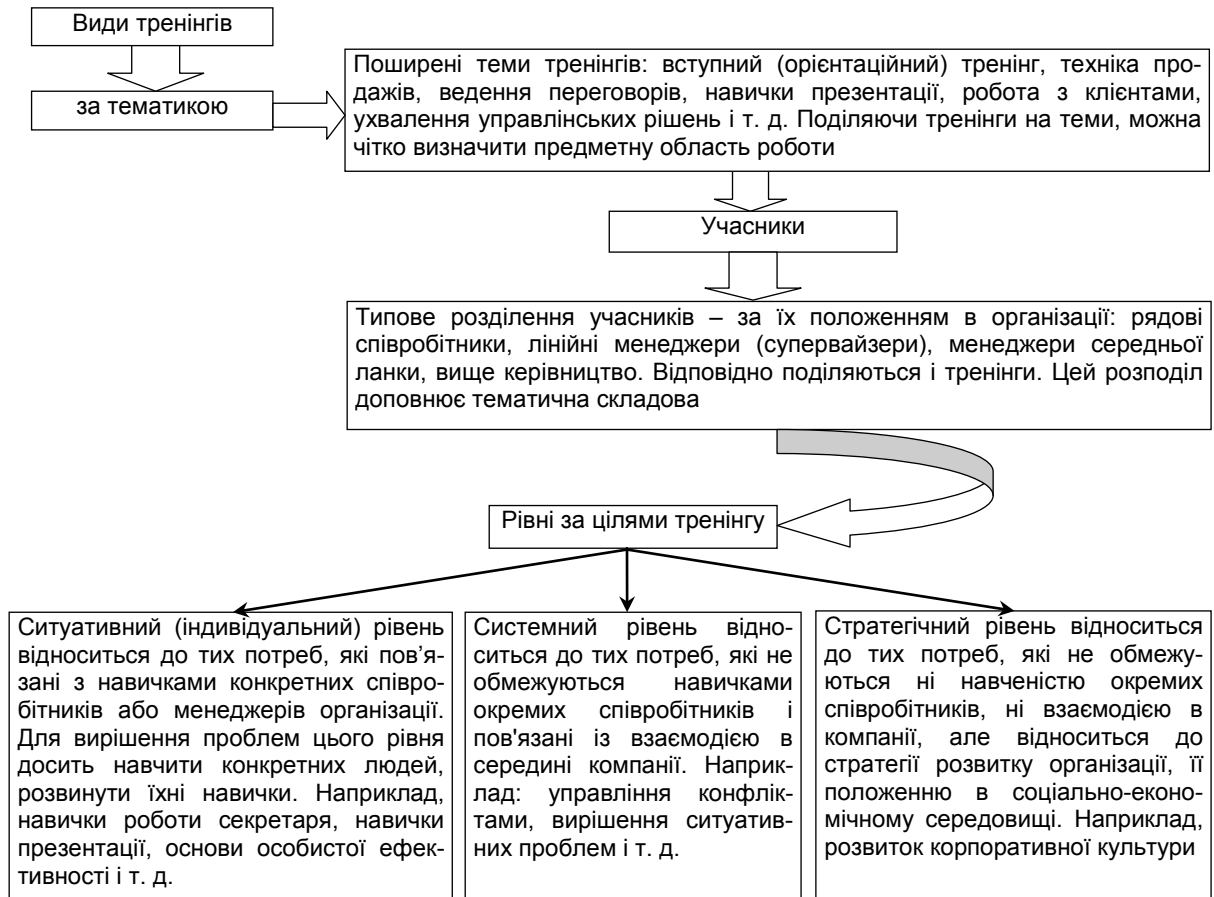 Види тренінгів
за тематикою
Поширені теми тренінгів: вступний (орієнтаційний) тренінг, техніка про-
дажів, ведення переговорів, навички презентації, робота з клієнтами,
ухвалення управлінських рішень і т. д. Поділяючи тренінги на теми, можна
чітко визначити предметну область роботи
Учасники
Типове розділення учасників – за їх положенням в організації: рядові
співробітники, лінійні менеджери (супервайзери), менеджери середньої
ланки, вище керівництво. Відповідно поділяються і тренінги. Цей розподіл
доповнює тематична складова
Рівні за цілями тренінгу
Ситуативний (індивідуальний) рівень
відноситься до тих потреб, які пов’я-
зані з навичками конкретних співро-
бітників або менеджерів організації.
Для вирішення проблем цього рівня
досить навчити конкретних людей,
розвинути їхні навички. Наприклад,
навички роботи секретаря, навички
презентації, основи особистої ефек-
тивності і т. д.
Системний рівень відно-
ситься до тих потреб, які не
обмежуються навичками
окремих співробітників і
пов'язані із взаємодією в
середині компанії. Наприк-
лад: управління конфлік-
тами, вирішення ситуатив-
них проблем і т. д.
Стратегічний рівень відноситься
до тих потреб, які не обмежу-
ються ні навченістю окремих
співробітників, ні взаємодією в
компанії, але відноситься до
стратегії розвитку організації, її
положенню в соціально-еконо-
мічному середовищі. Наприклад,
розвиток корпоративної культури